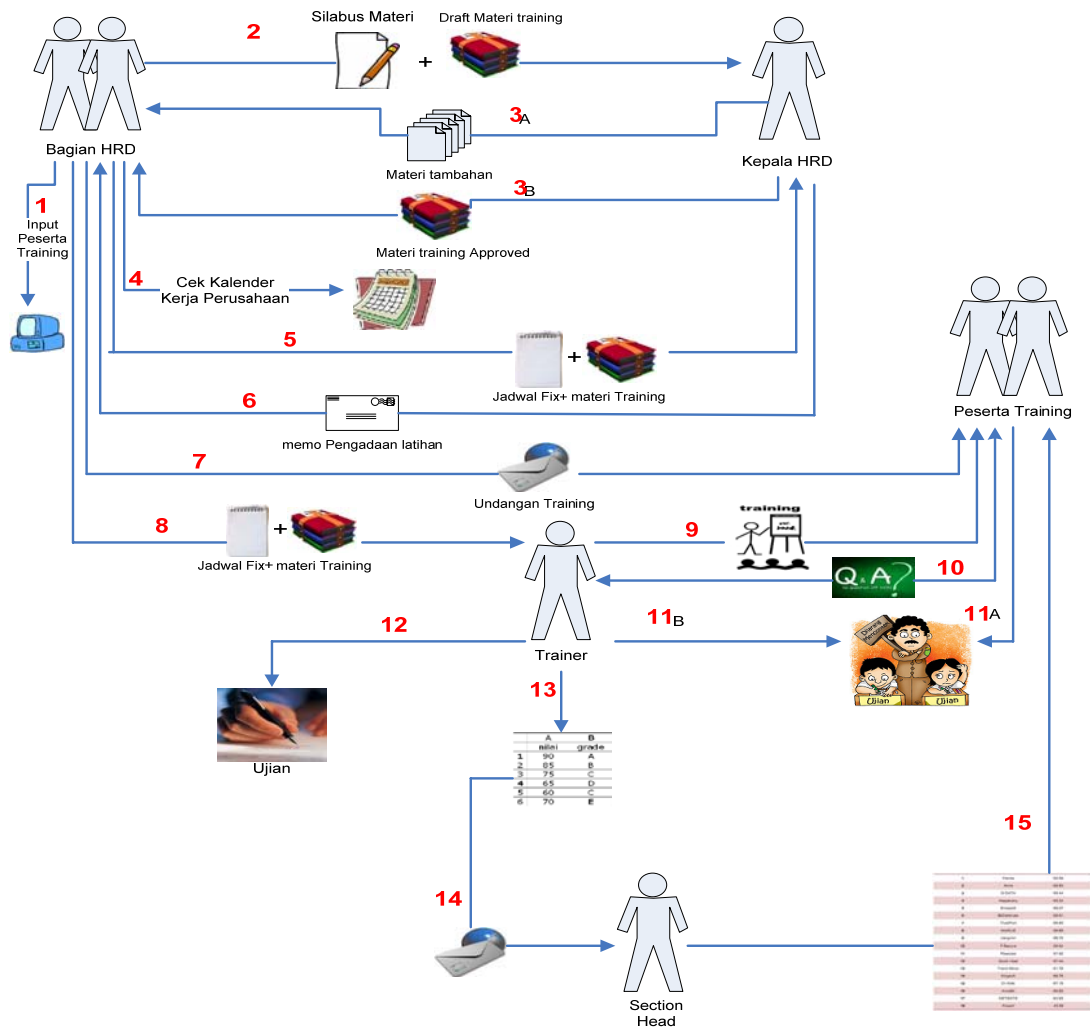 2
Silabus Materi
Draft Materi training
+
3A
Bagian HRD
Kepala HRD
Materi tambahan
3B
1
Input
Peserta
Training
Materi training Approved
4
Cek Kalender
Kerja Perusahaan
5
+
Jadwal Fix+ materi Training
6
Peserta Training
memo Pengadaan latihan
7
Undangan Training
8
+
Jadwal Fix+ materi Training
training
9
Q & A ?
10
11B
11A
12
Trainer
Dilarang
Ujian
Ujian
13
Ujian
A B
nilai grade
1 90 A
2 85 B
3 75 C
4 65 D
5 60 C
6 70 E
15
14
Section
Head